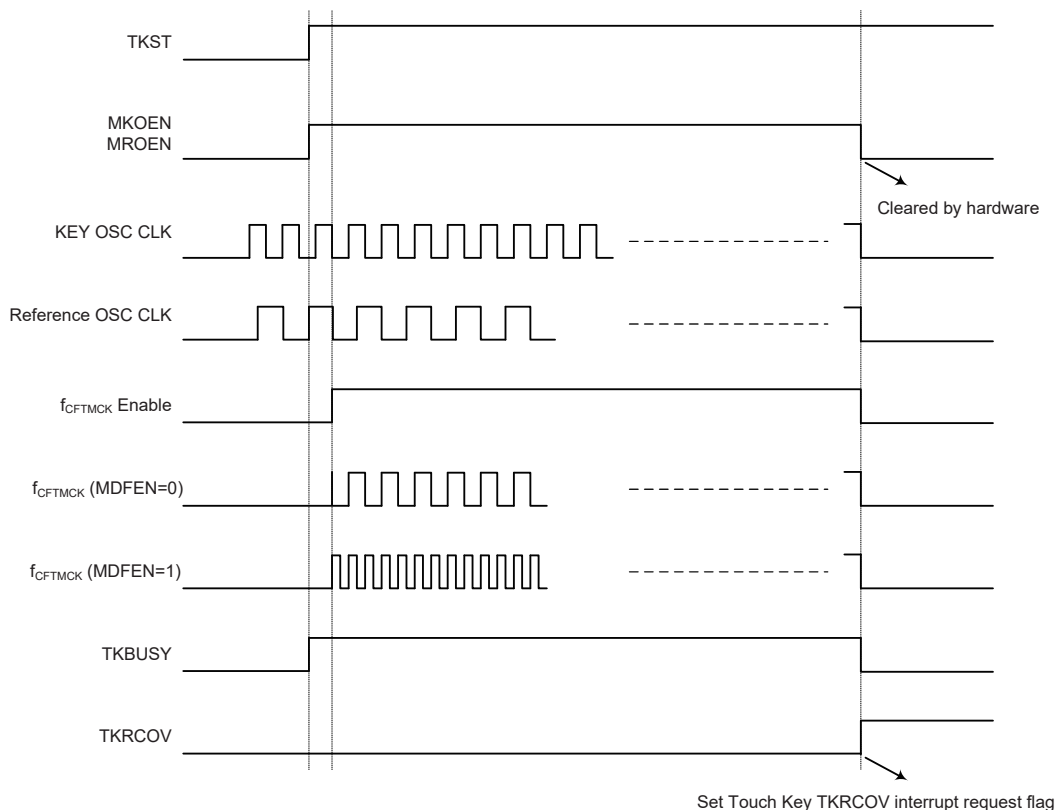 TKST
MKOEN
MROEN
Cleared by hardware
KEY OSC CLK
Reference OSC CLK
fCFTMCK Enable
fCFTMCK (MDFEN=0)
fCFTMCK (MDFEN=1)
TKBUSY
TKRCOV
Set Touch Key TKRCOV interrupt request flag